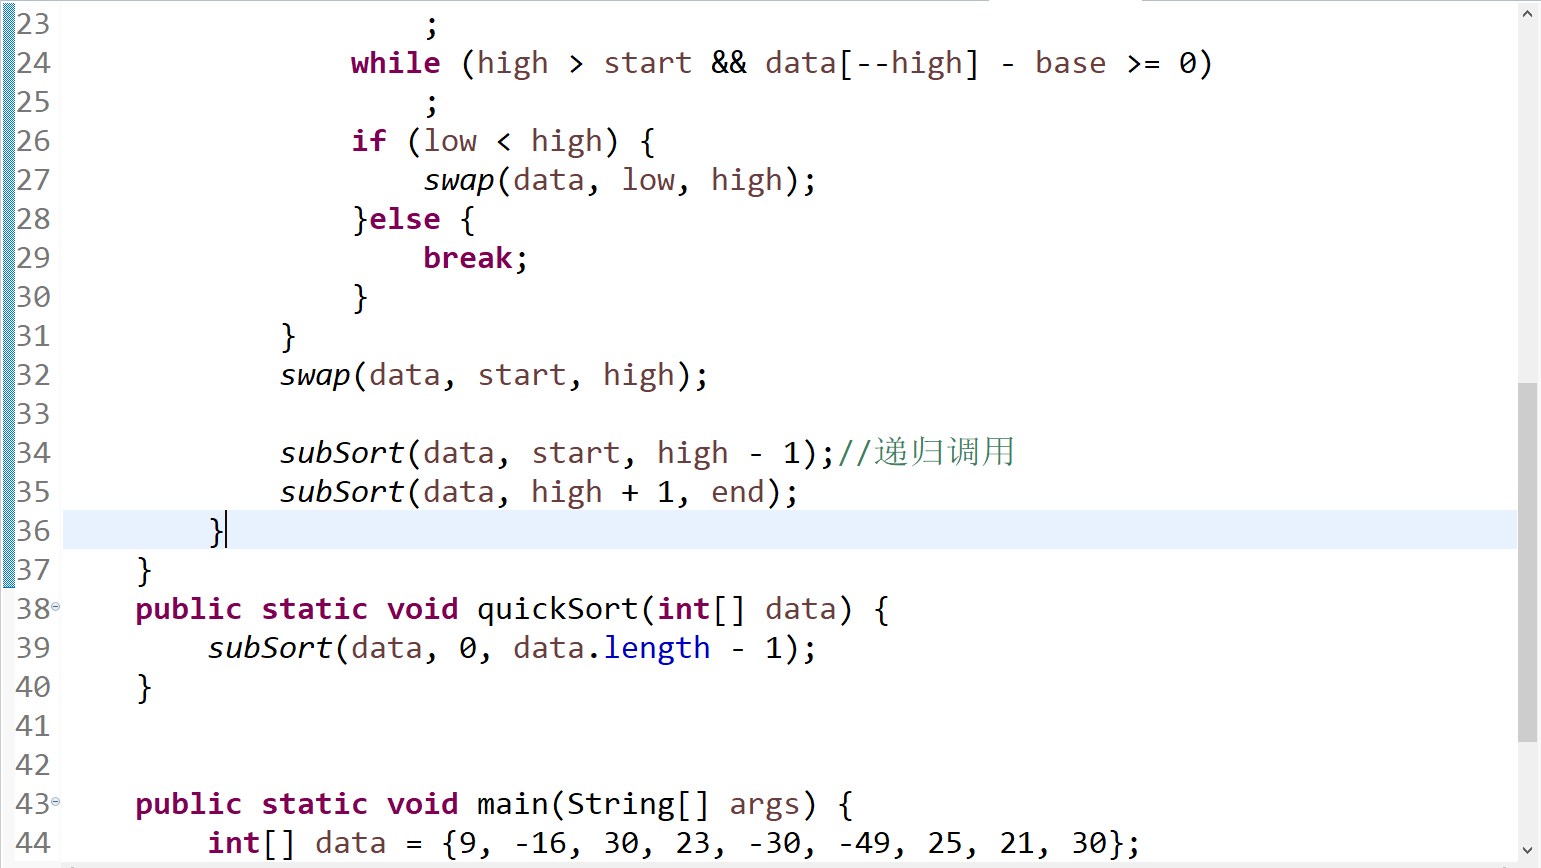 23 ;
24 while (high > start && data[--high] - base >= 0)
25 ;
26 if (low < high) {
27 swap(data, low, high);
28 }else {
29 break;
30 }
31 }
32 swap(data, start, high);
33
34 subSort(data, start, high - 1);//递归调用
35 subSort(data, high + 1, end);
36 }
37 }
38 public static void quickSort(int[] data) {
39 subSort(data, 0, data.length - 1);
40 }
41
42
43 public static void main(String[] args) {
44 int[] data = {9, -16, 30, 23, -30, -49, 25, 21, 30};